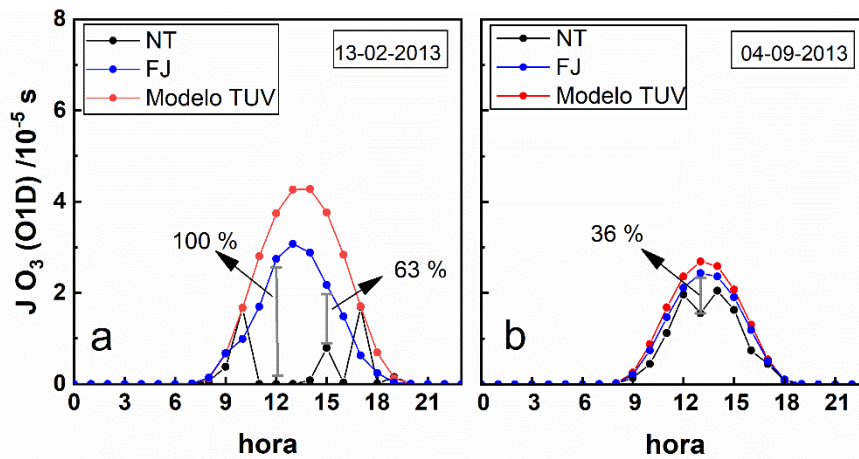 J O₃ (O1D) /10⁻⁵ s
8
6
4
2
0
NT
FJ
Modelo TUV
13-02-2013
100 %
63 %
a
0 3 6 9 12 15 18 21
hora
NT
FJ
Modelo TUV
04-09-2013
36 %
b
0 3 6 9 12 15 18 21
hora